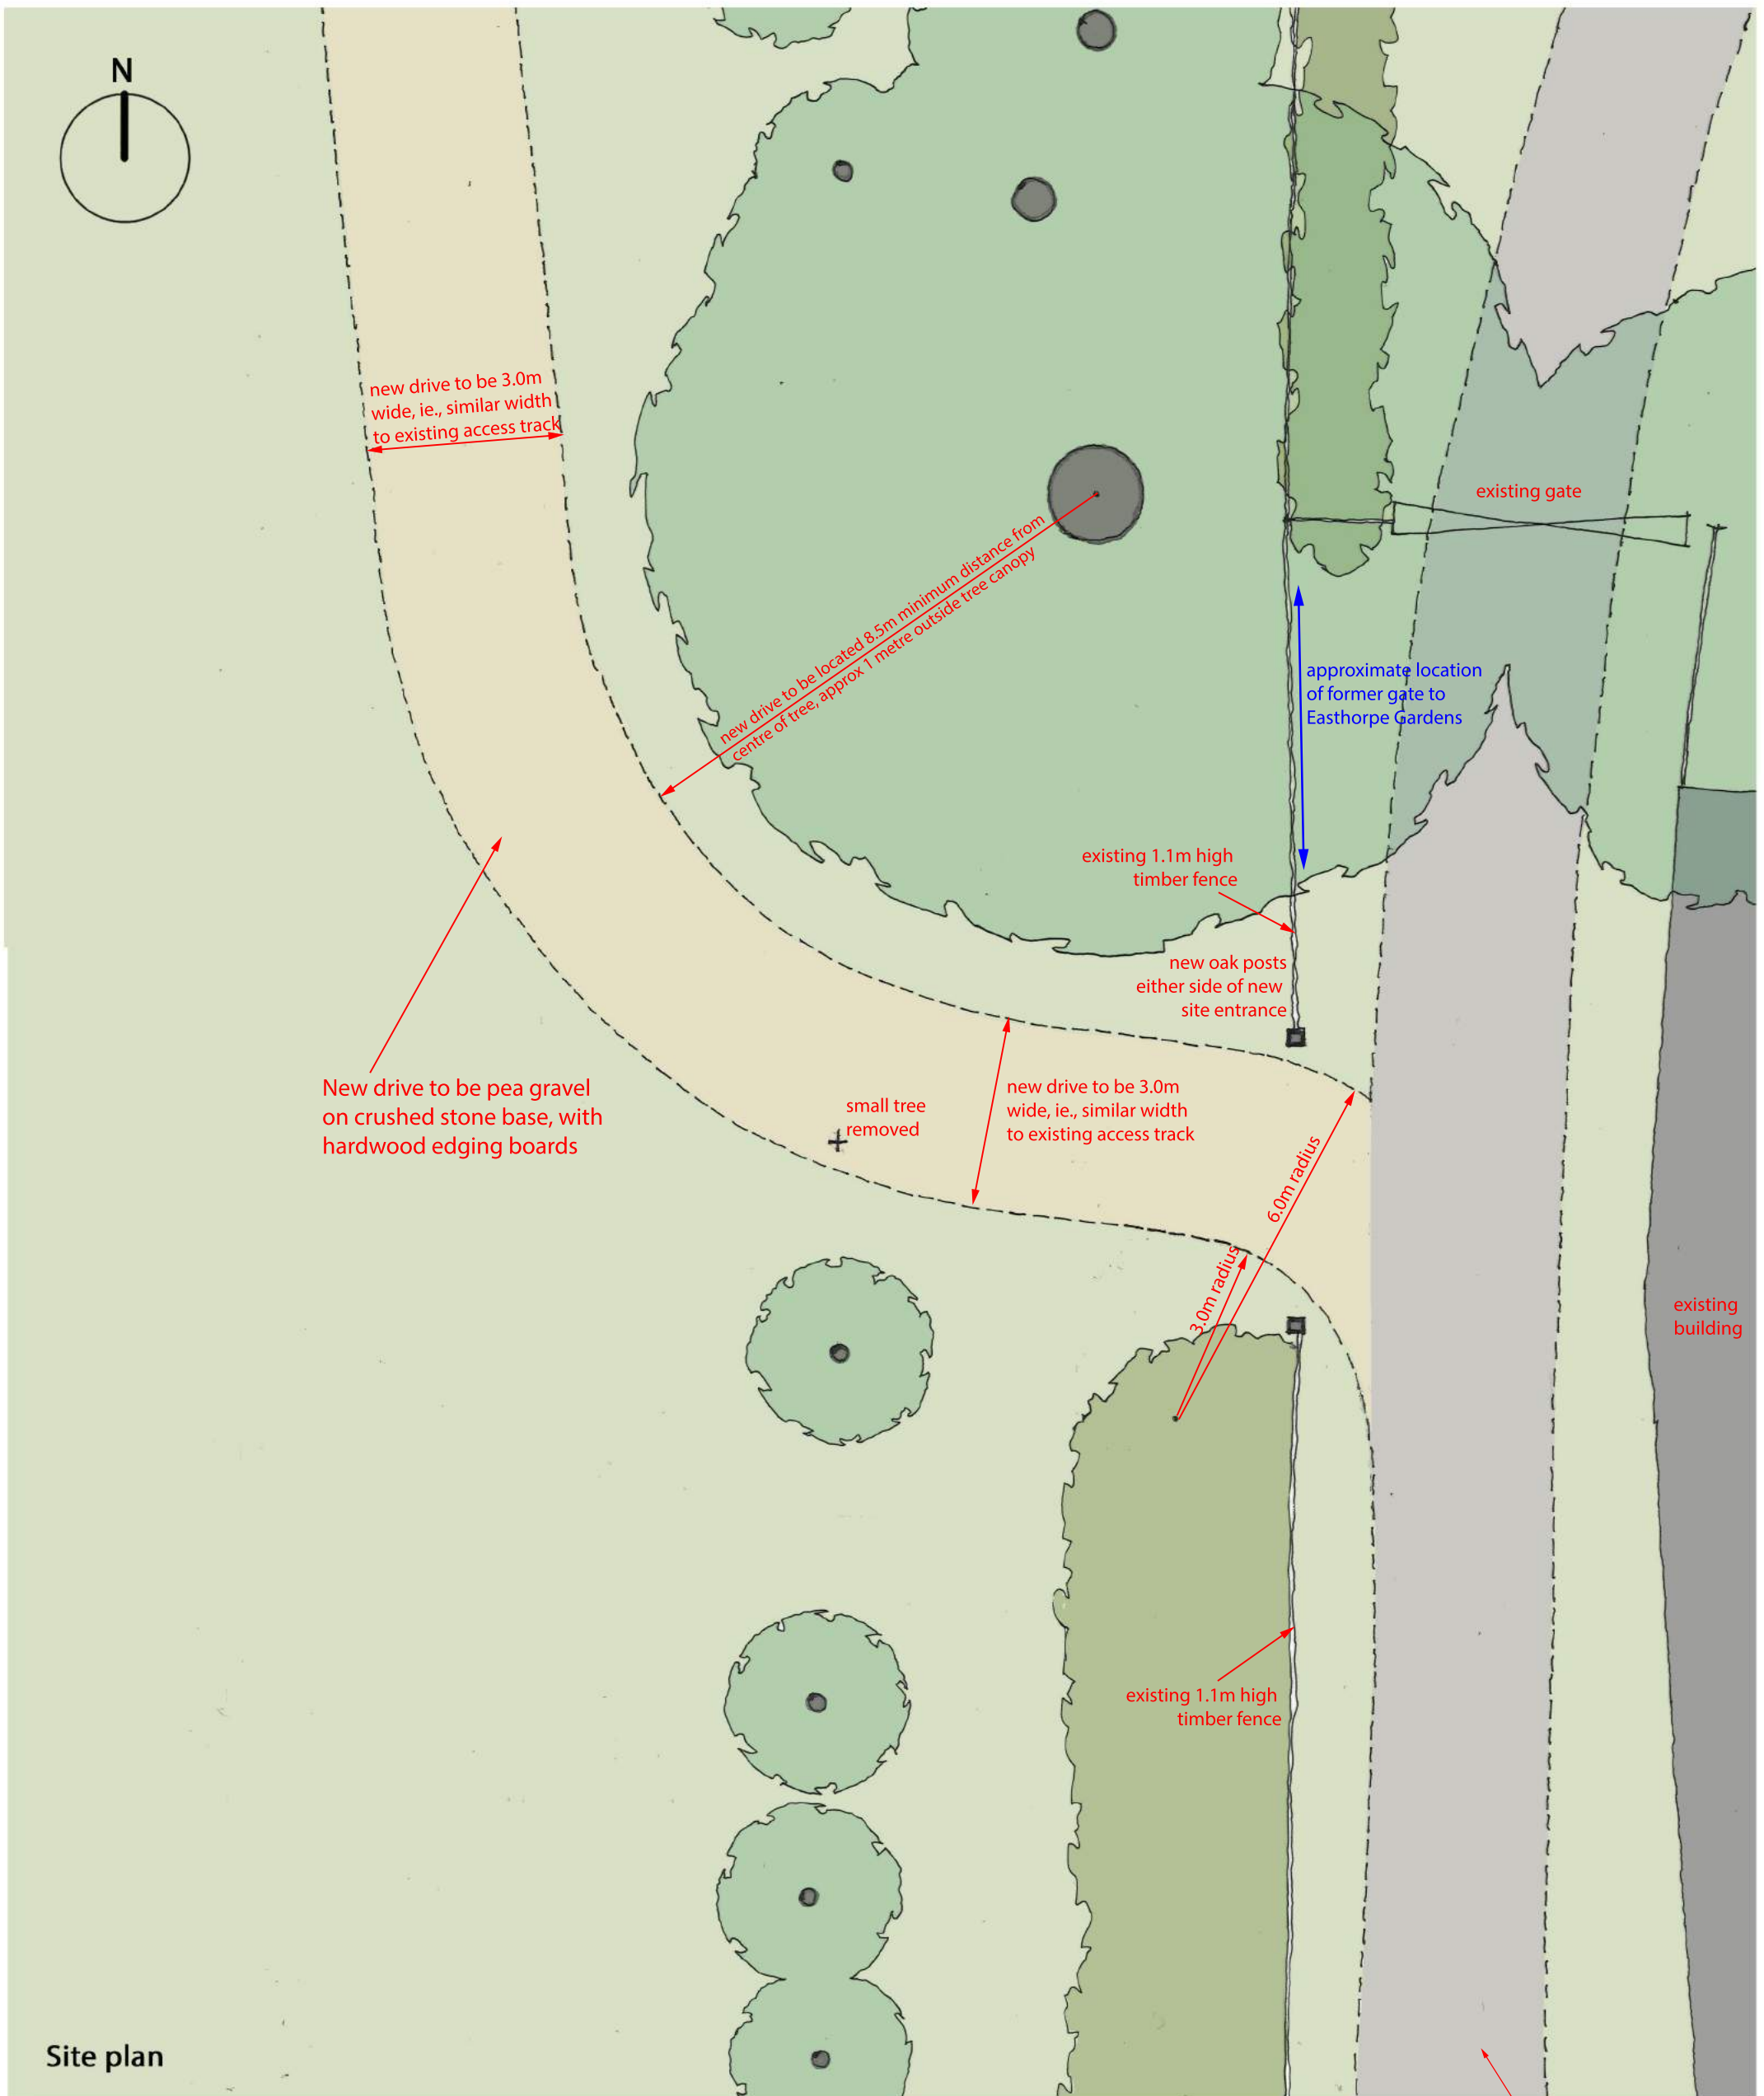 N
new drive to be 3.0m
wide, ie., similar width
to existing access track
existing gate
new drive to be located 8.5m minimum distance from
centre of tree, approx 1 metre outside tree canopy
approximate location
of former gate to
Easthorpe Gardens
existing 1.1m high
timber fence
new oak posts
either side of new
site entrance
New drive to be pea gravel
on crushed stone base, with
hardwood edging boards
small tree
removed
new drive to be 3.0m
wide, ie., similar width
to existing access track
6.0m radius
3.0m radius
existing
building
existing 1.1m high
timber fence
Site plan